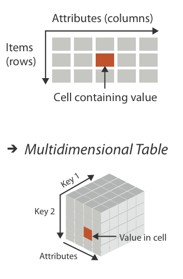 Attributes (columns)
Items
(rows)
Cell containing value
→ Multidimensional Table
Key 1
Key 2
Value in cell
Attributes